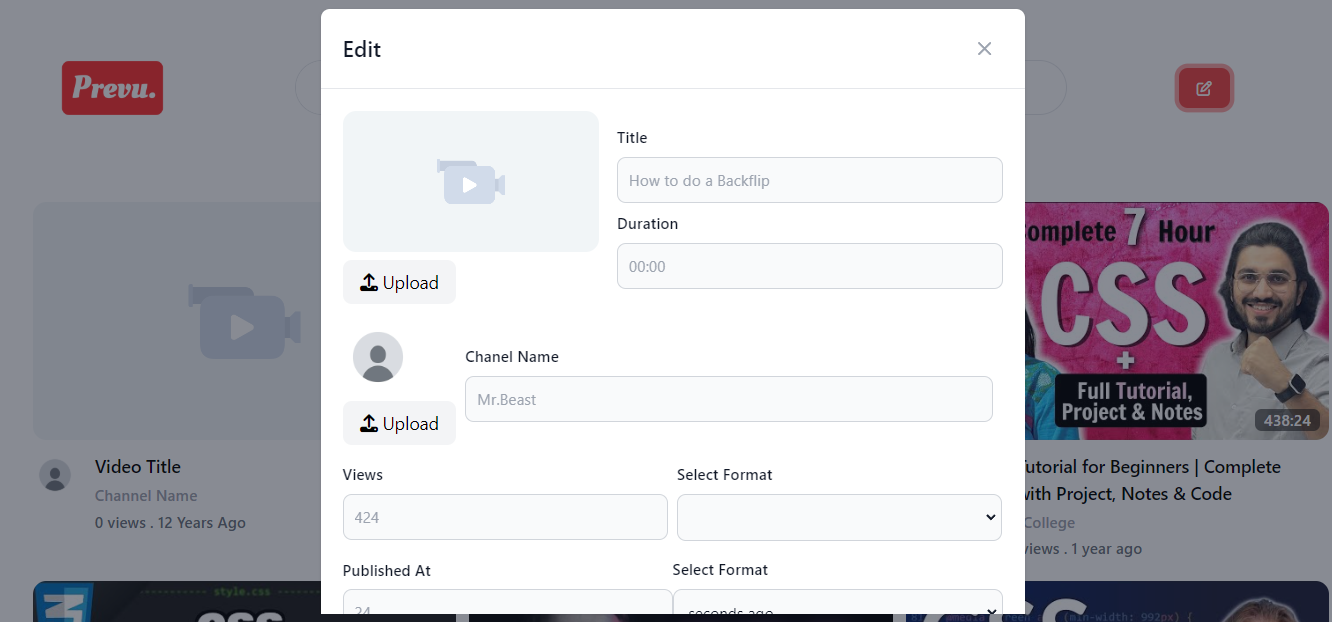 Edit
Prevu.
Title
How to do a Backflip
Duration
00:00
Upload
Chanel Name
Mr.Beast
Upload
Views
424
Select Format
Published At
24
Select Format
seconds ago
Video Title
Channel Name
0 views . 12 Years Ago
7 Hour
CSS
+
Full Tutorial,
Project & Notes
438:24
Tutorial for Beginners | Complete
with Project, Notes & Code
College
views . 1 year ago
style.css
CSS
(min-width: 992px) {